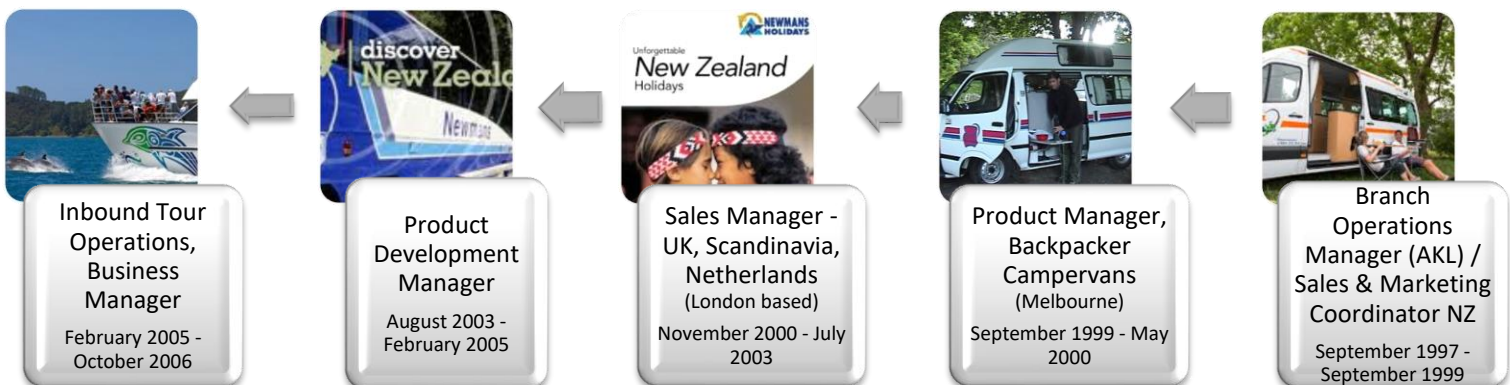 discover
New Zeala
Newmans
NEWMANS
HOLIDAYS
Unforgettable
New Zealand
Holidays
Inbound Tour
Operations,
Business
Manager
February 2005 -
October 2006
Product
Development
Manager
August 2003 -
February 2005
Sales Manager -
UK, Scandinavia,
Netherlands
(London based)
November 2000 - July
2003
Product Manager,
Backpacker
Campervans
(Melbourne)
September 1999 - May
2000
Branch
Operations
Manager (AKL) /
Sales & Marketing
Coordinator NZ
September 1997 -
September 1999